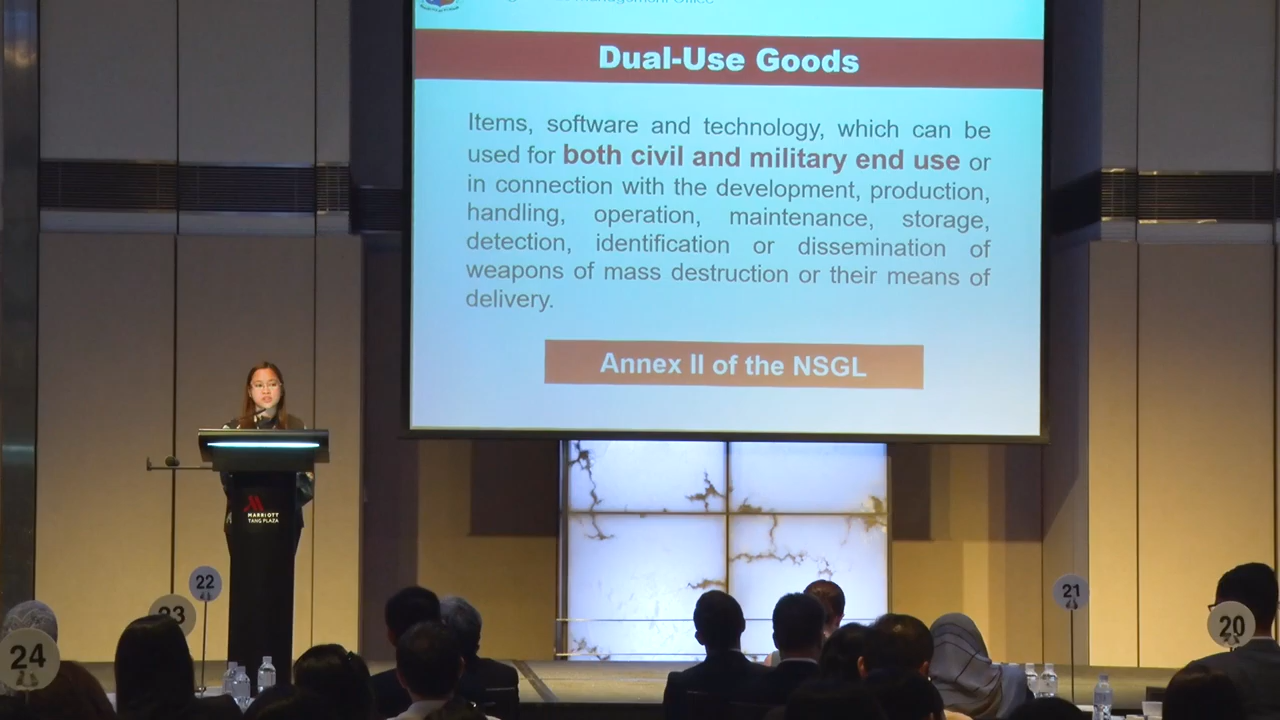 Management Office
Dual-Use Goods
Items, software and technology, which can be
used for both civil and military end use or
in connection with the development, production,
handling, operation, maintenance, storage,
detection, identification or dissemination of
weapons of mass destruction or their means of
delivery.
Annex II of the NSGL
MARRIOTT
TANG PLAZA
22
23
21
20
24